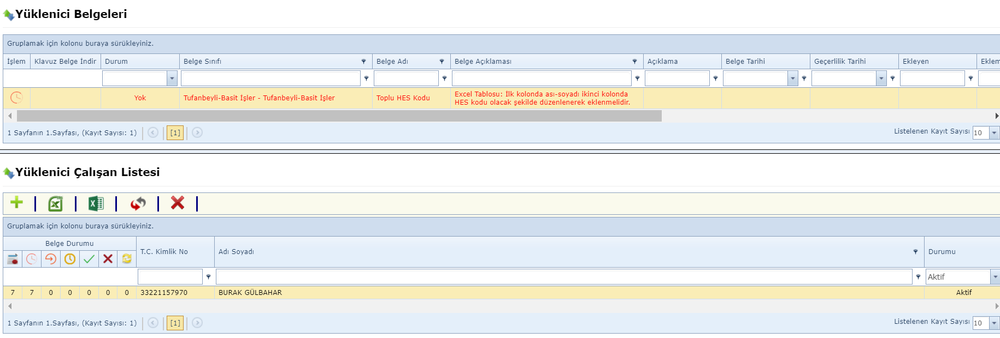 Yüklenici Belgeleri
Gruplamak için kolonu buraya sürükleyiniz.
İşlem Klavuz Belge İndir Durum Belge Sınıfı Belge Adı Belge Açıklaması Açıklama Belge Tarihi Geçerlilik Tarihi Ekleyen Eklem
Yok Tufanbeyli-Basit İşler - Tufanbeyli-Basit İşler Toplu HES Kodu Excel Tablosu: İlk kolonda ası-soyadı ikinci kolonda
HES kodu olacak şekilde düzenlenerek eklenmelidir.
1 Sayfanın 1.Sayfası, (Kayıt Sayısı: 1) [1] Listelenen Kayıt Sayısı 10
Yüklenici Çalışan Listesi
Gruplamak için kolonu buraya sürükleyiniz.
Belge Durumu T.C. Kimlik No Adı Soyadı Durumu
Aktif
7 7 0 0 0 0 0 33221157970 BURAK GÜLBAHAR Aktif
1 Sayfanın 1.Sayfası, (Kayıt Sayısı: 1) [1] Listelenen Kayıt Sayısı 10